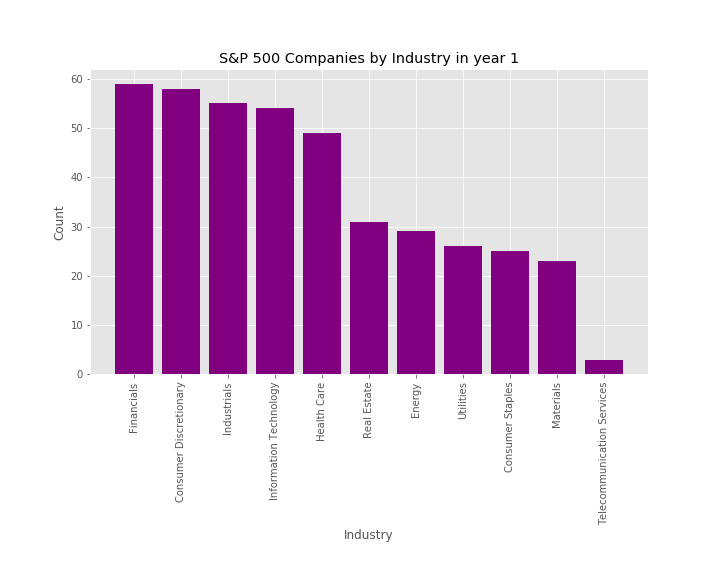 S&P 500 Companies by Industry in year 1
Count
60
50
40
30
20
10
0
Financials
Consumer Discretionary
Industrials
Information Technology
Health Care
Real Estate
Energy
Utilities
Consumer Staples
Materials
Telecommunication Services
Industry